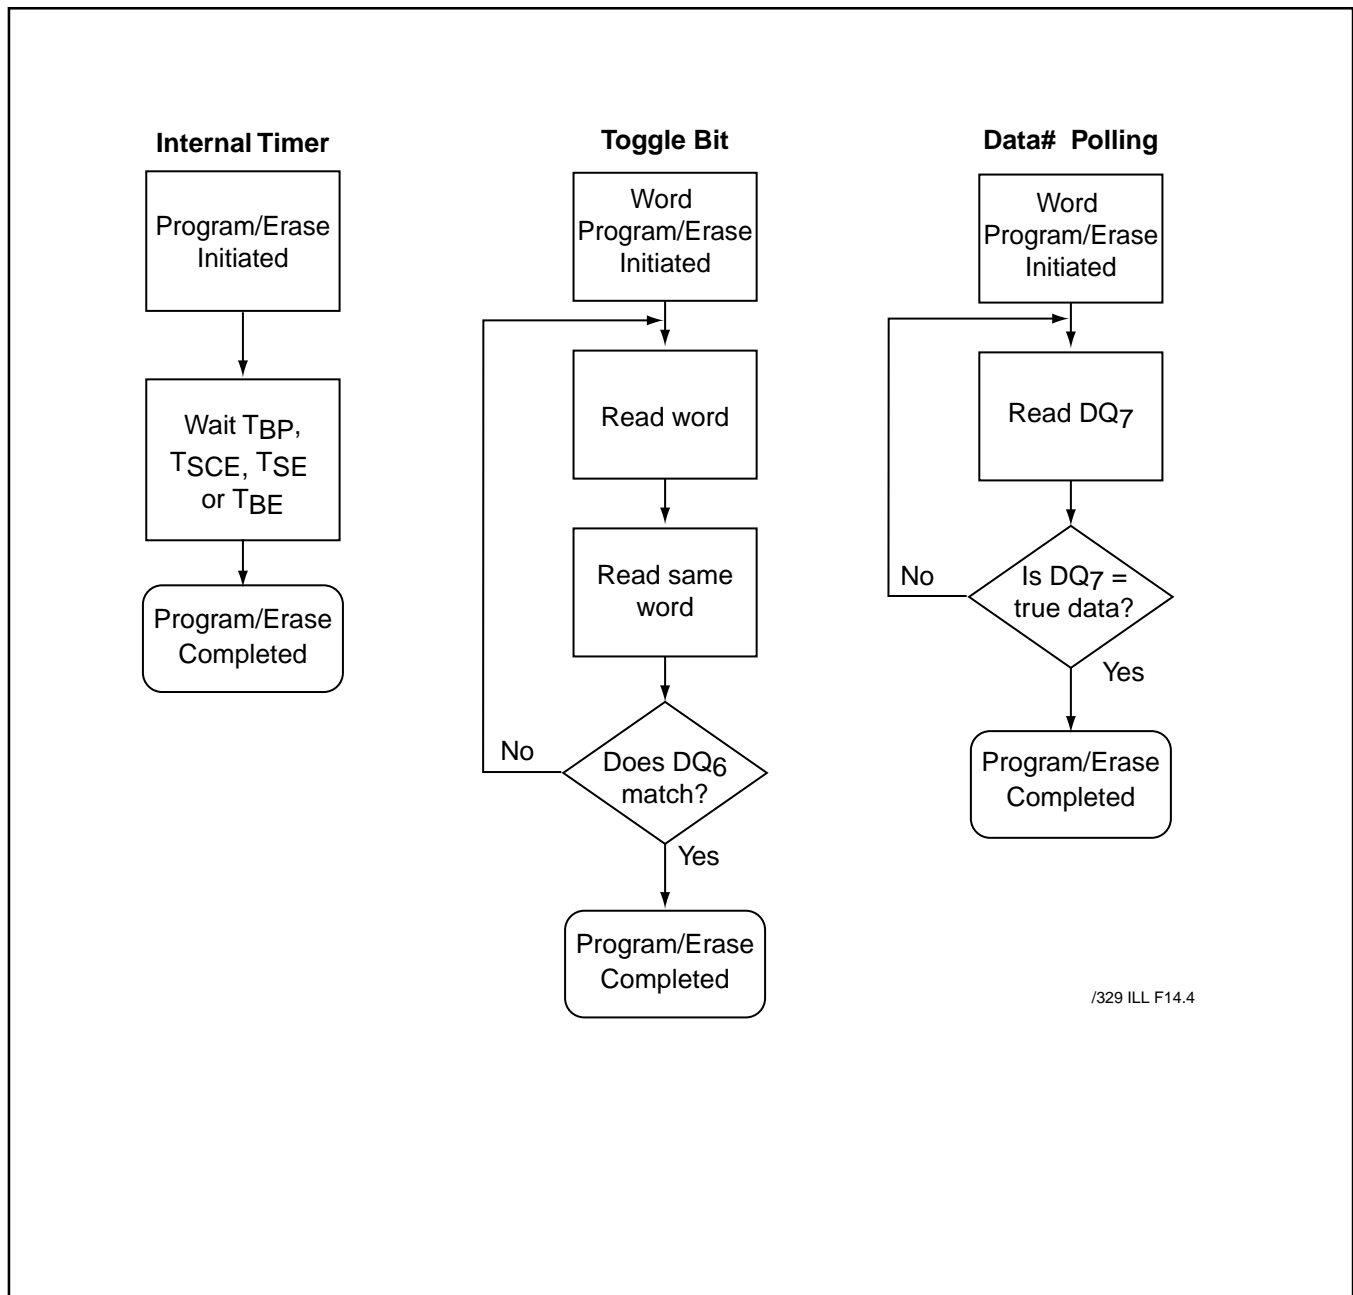 Internal Timer
Program/Erase
Initiated
Wait TBP,
TSCE, TSE
or TBE
Program/Erase
Completed
Toggle Bit
Word
Program/Erase
Initiated
Read word
Read same
word
Does DQ6
match?
No
Yes
Program/Erase
Completed
Data# Polling
Word
Program/Erase
Initiated
Read DQ7
Is DQ7 =
true data?
No
Yes
Program/Erase
Completed
/329 ILL F14.4